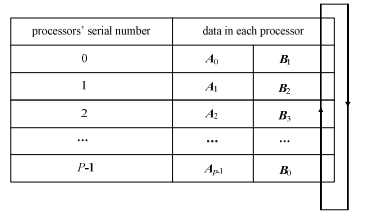 processors' serial number data in each processor
0 A0 B1
1 A1 B2
2 A2 B3
... ... ...
P-1 Ap-1 B0